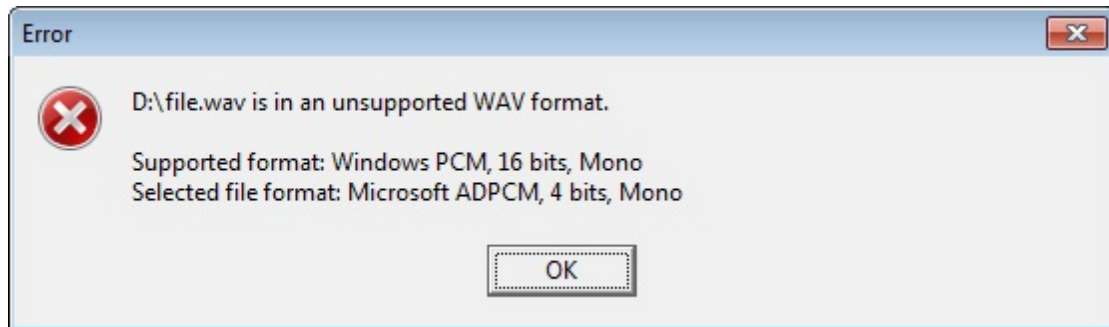 Error
D:\file.wav is in an unsupported WAV format.
Supported format: Windows PCM, 16 bits, Mono
Selected file format: Microsoft ADPCM, 4 bits, Mono
OK